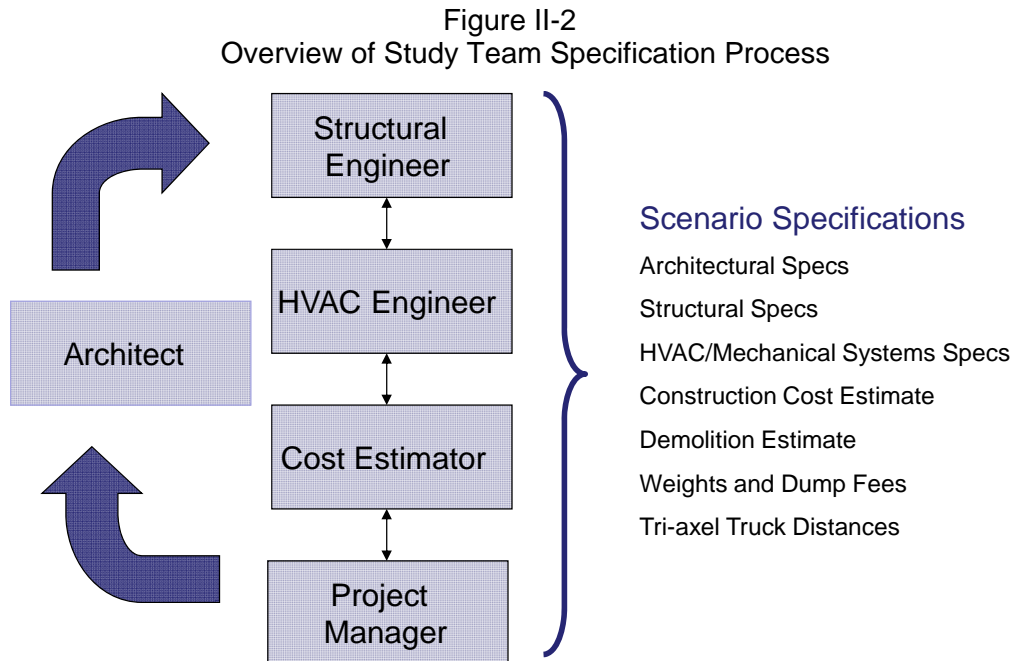 Figure II-2
Overview of Study Team Specification Process
Structural
Engineer
HVAC Engineer
Architect
Cost Estimator
Project
Manager
Scenario Specifications
Architectural Specs
Structural Specs
HVAC/Mechanical Systems Specs
Construction Cost Estimate
Demolition Estimate
Weights and Dump Fees
Tri-axel Truck Distances